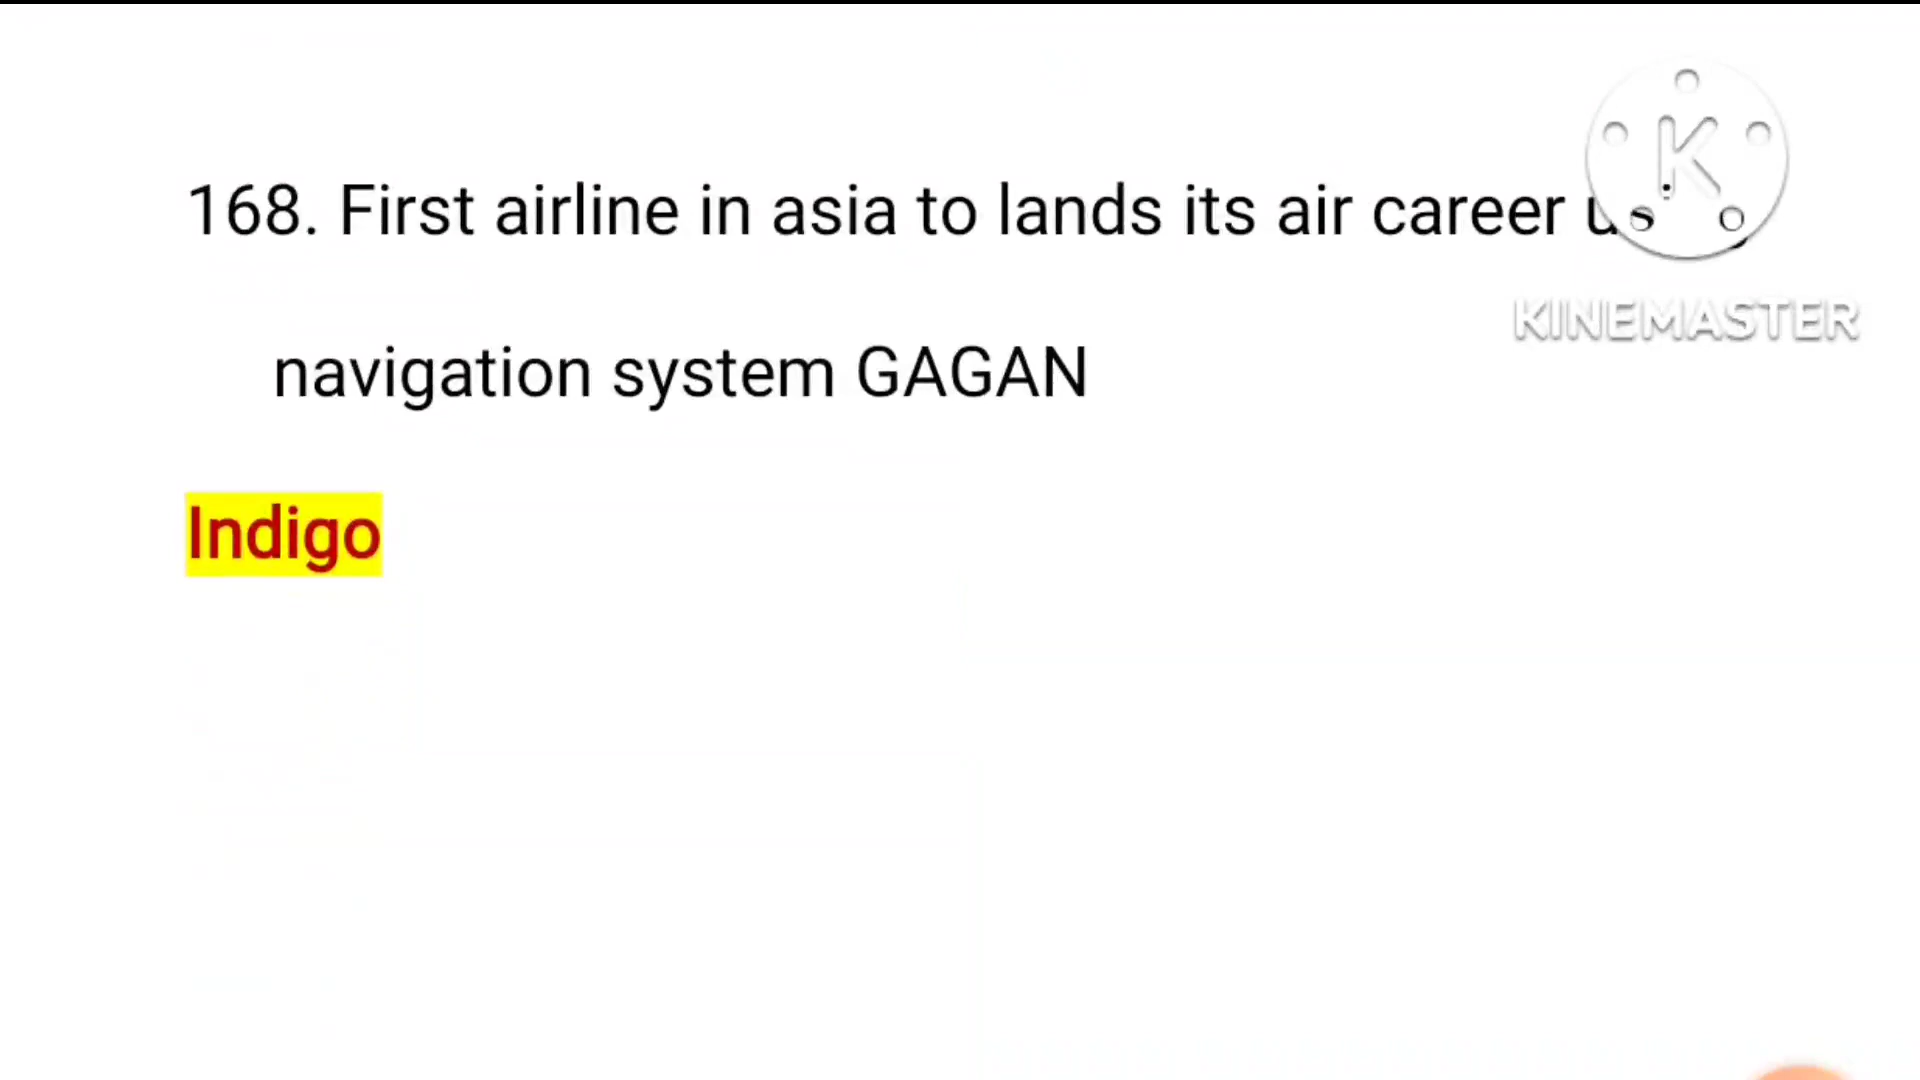 168. First airline in asia to lands its air career
navigation system GAGAN
Indigo
KINEMASTER